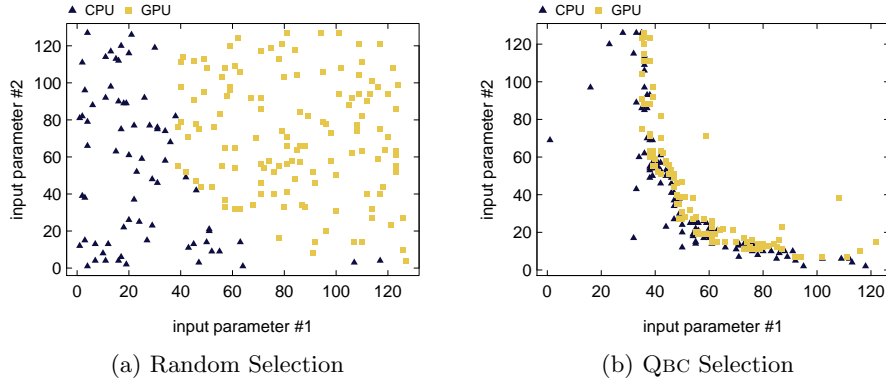 CPU GPU
120
100
80
60
40
20
0
input parameter #2
0 20 40 60 80 100 120
input parameter #1
(a) Random Selection
CPU GPU
120
100
80
60
40
20
0
input parameter #2
0 20 40 60 80 100 120
input parameter #1
(b) QBC Selection